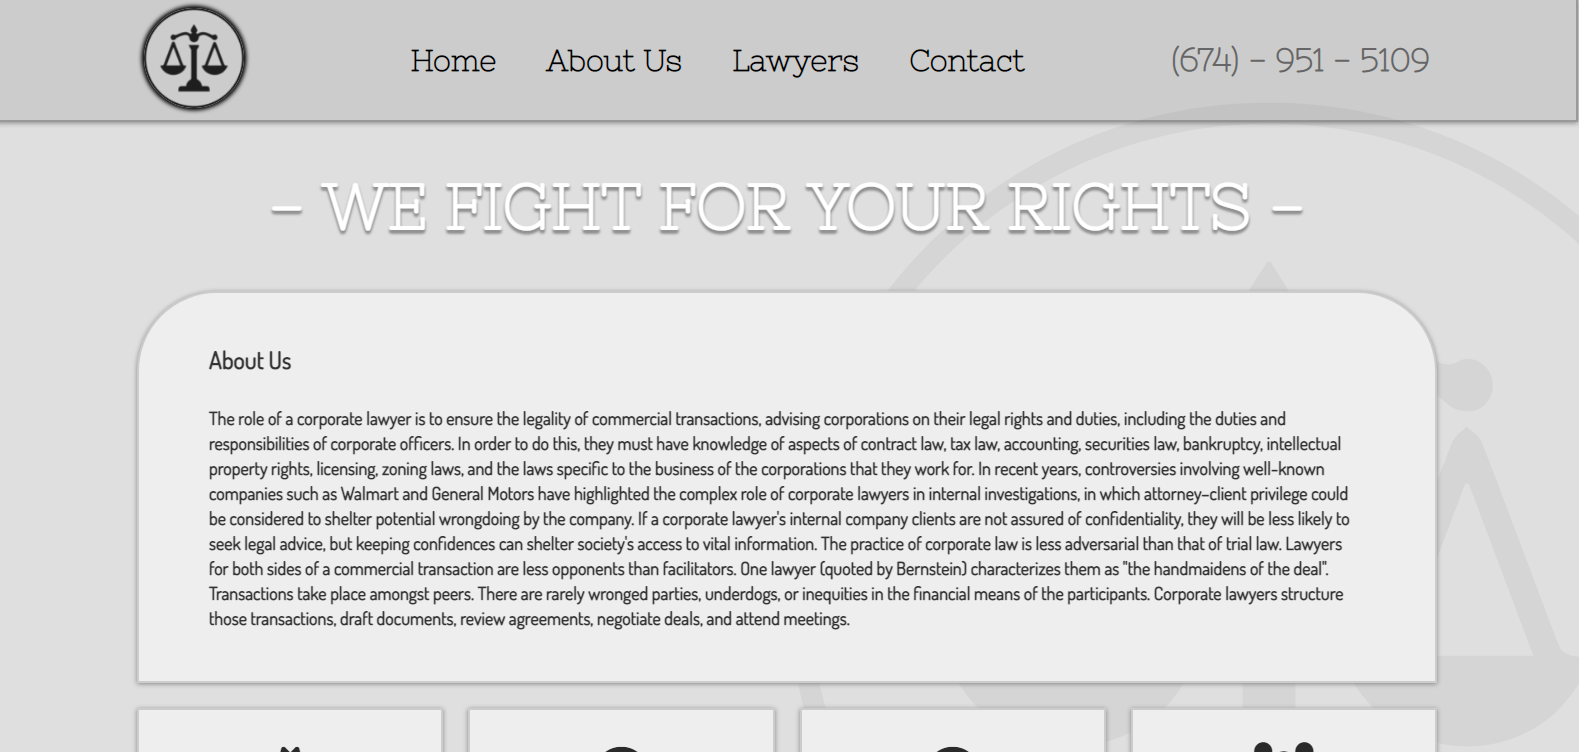 Home About Us Lawyers Contact (674) - 951 - 5109
- WE FIGHT FOR YOUR RIGHTS -
About Us
The role of a corporate lawyer is to ensure the legality of commercial transactions, advising corporations on their legal rights and duties, including the duties and
responsibilities of corporate officers. In order to do this, they must have knowledge of aspects of contract law, tax law, accounting, securities law, bankruptcy, intellectual
property rights, licensing, zoning laws, and the laws specific to the business of the corporations that they work for. In recent years, controversies involving well-known
companies such as Walmart and General Motors have highlighted the complex role of corporate lawyers in internal investigations, in which attorney–client privilege could
be considered to shelter potential wrongdoing by the company. If a corporate lawyer's internal company clients are not assured of confidentiality, they will be less likely to
seek legal advice, but keeping confidences can shelter society's access to vital information. The practice of corporate law is less adversarial than that of trial law. Lawyers
for both sides of a commercial transaction are less opponents than facilitators. One lawyer (quoted by Bernstein) characterizes them as "the handmaidens of the deal".
Transactions take place amongst peers. There are rarely wronged parties, underdogs, or inequities in the financial means of the participants. Corporate lawyers structure
those transactions, draft documents, review agreements, negotiate deals, and attend meetings.